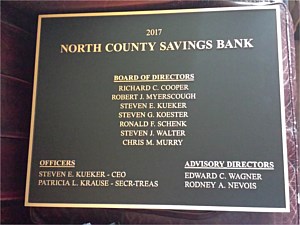 2017
NORTH COUNTY SAVINGS BANK
BOARD OF DIRECTORS
RICHARD C. COOPER
ROBERT J. MYERSCOUGH
STEVEN E. KUEKER
STEVEN G. KOESTER
RONALD F. SCHENK
STEVEN J. WALTER
CHRIS M. MURRY
OFFICERS
STEVEN E. KUEKER - CEO
PATRICIA L. KRAUSE - SECR-TREAS
ADVISORY DIRECTORS
EDWARD C. WAGNER
RODNEY A. NEVOIS